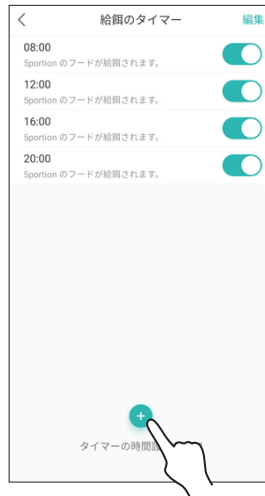 給餌のタイマー 編集
08:00
5portion のフードが給餌されます。
12:00
5portion のフードが給餌されます。
16:00
5portion のフードが給餌されます。
20:00
5portion のフードが給餌されます。
タイマーの時間